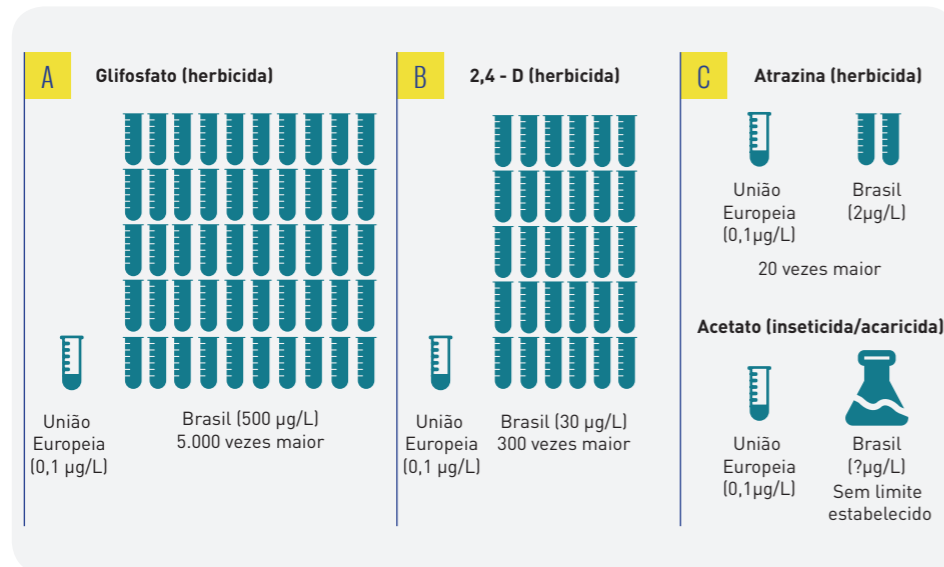 A
Glifosfato (herbicida)
União
Europeia
(0,1 µg/L)
Brasil (500 µg/L)
5.000 vezes maior
B
2,4 - D (herbicida)
União
Europeia
(0,1 µg/L)
Brasil (30 µg/L)
300 vezes maior
C
Atrazina (herbicida)
União
Europeia
(0,1µg/L)
Brasil
(2µg/L)
20 vezes maior
Acetato (inseticida/acaricida)
União
Europeia
(0,1µg/L)
Brasil
(?µg/L)
Sem limite
estabelecido